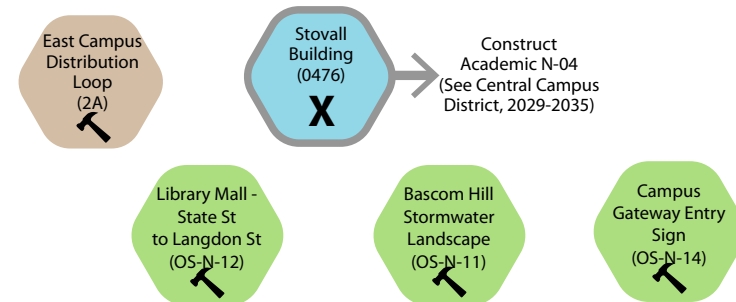 East Campus
Distribution
Loop
(2A)
Stovall
Building
(0476)
X
Construct
Academic N-04
(See Central Campus
District, 2029-2035)
Library Mall -
State St
to Langdon St
(OS-N-12)
Bascom Hill
Stormwater
Landscape
(OS-N-11)
Campus
Gateway Entry
Sign
(OS-N-14)